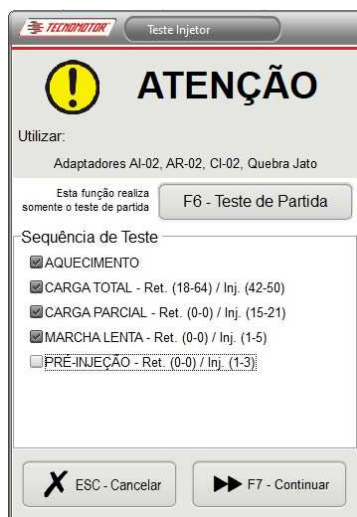 TECNOMOTOR Teste Injetor
ATENÇÃO
Utilizar:
Adaptadores AI-02, AR-02, CI-02, Quebra Jato
Esta função realiza
somente o teste de partida
F6 - Teste de Partida
Sequência de Teste
AQUECIMENTO
CARGA TOTAL - Ret. (18-64) / Inj. (42-50)
CARGA PARCIAL - Ret. (0-0) / Inj. (15-21)
MARCHA LENTA - Ret. (0-0) / Inj. (1-5)
PRÉ-INJEÇÃO - Ret. (0-0) / Inj. (1-3)
ESC - Cancelar
F7 - Continuar